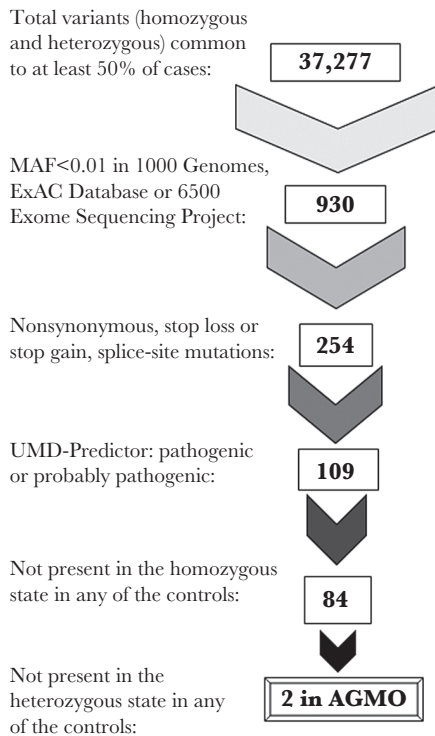 Total variants (homozygous
and heterozygous) common
to at least 50% of cases:
37,277
MAF<0.01 in 1000 Genomes,
ExAC Database or 6500
Exome Sequencing Project:
930
Nonsynonymous, stop loss or
stop gain, splice-site mutations:
254
UMD-Predictor: pathogenic
or probably pathogenic:
109
Not present in the homozygous
state in any of the controls:
84
Not present in the
heterozygous state in any
of the controls:
2 in AGMO